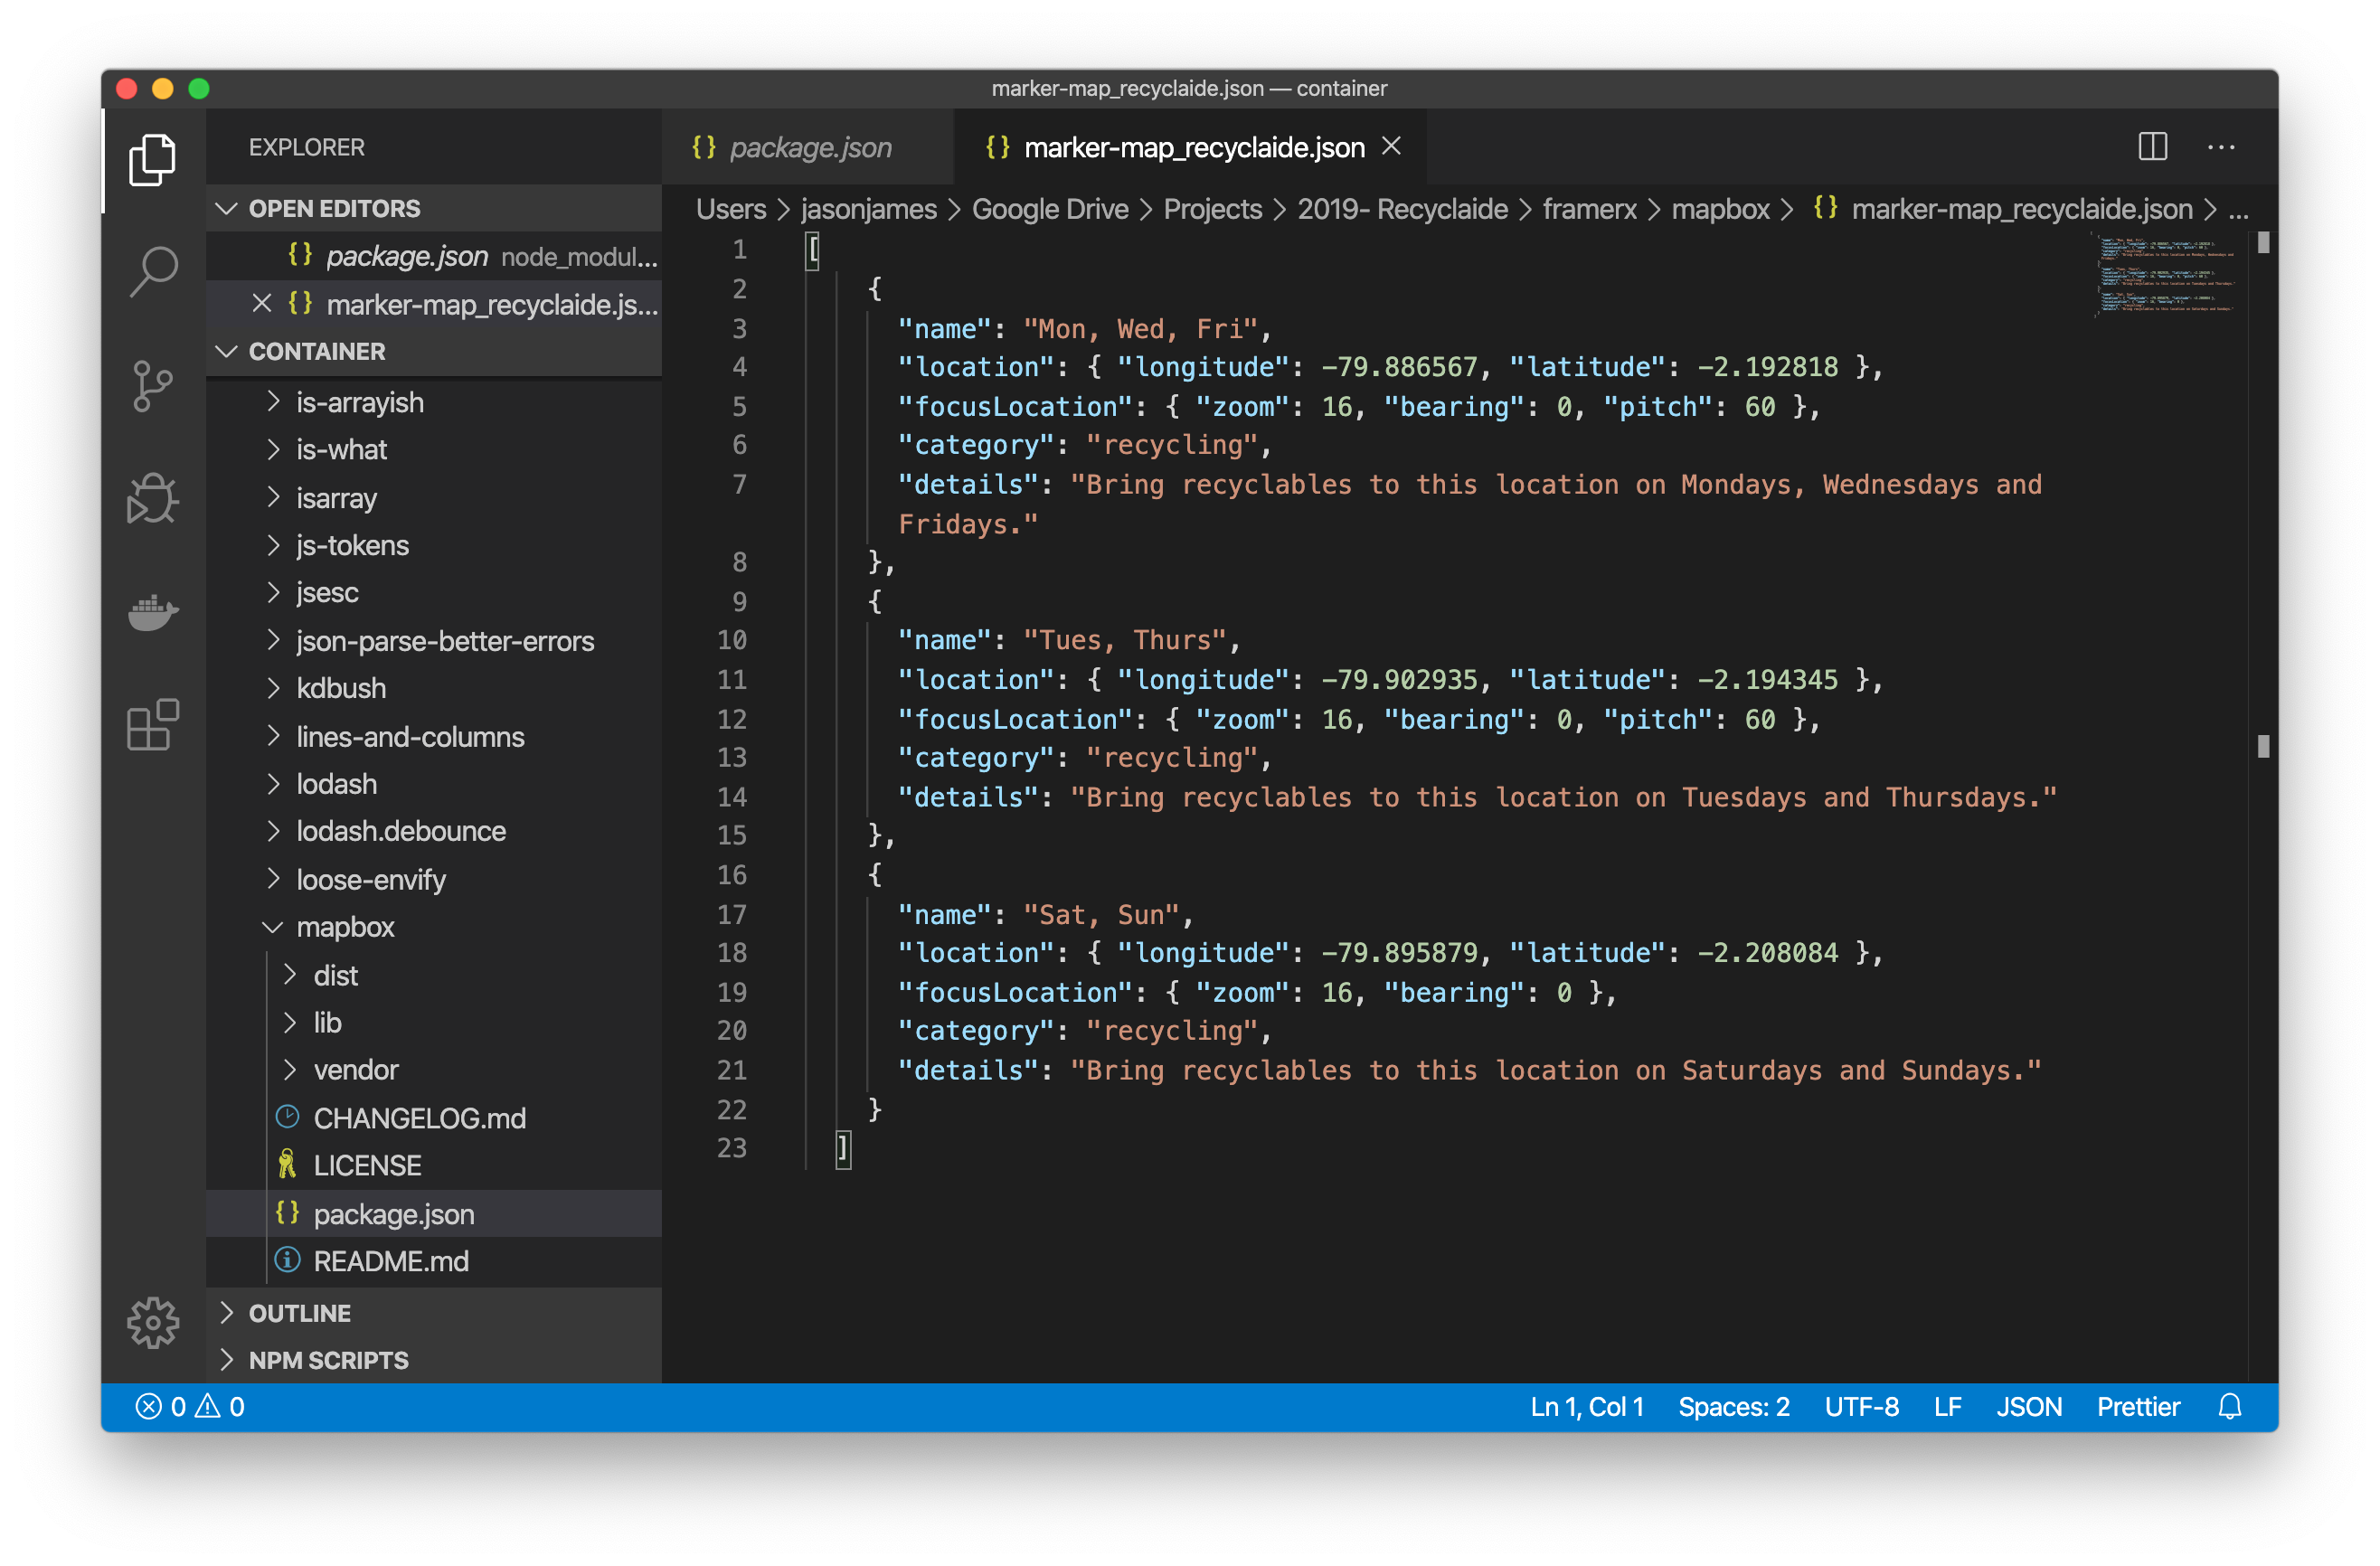 marker-map_recyclaide.json — container
EXPLORER
OPEN EDITORS
{} package.json node_modul...
{} marker-map_recyclaide.js...
CONTAINER
is-arrayish
is-what
isarray
js-tokens
jsesc
json-parse-better-errors
kdbush
lines-and-columns
lodash
lodash.debounce
loose-envify
mapbox
dist
lib
vendor
CHANGELOG.md
LICENSE
{} package.json
README.md
OUTLINE
NPM SCRIPTS
{} package.json {} marker-map_recyclaide.json
Users > jasonjames > Google Drive > Projects > 2019- Recyclaide > framerx > mapbox > {} marker-map_recyclaide.json > ...
1 [
2 {
3 "name": "Mon, Wed, Fri",
4 "location": { "longitude": -79.886567, "latitude": -2.192818 },
5 "focusLocation": { "zoom": 16, "bearing": 0, "pitch": 60 },
6 "category": "recycling",
7 "details": "Bring recyclables to this location on Mondays, Wednesdays and
Fridays."
8 },
9 {
10 "name": "Tues, Thurs",
11 "location": { "longitude": -79.902935, "latitude": -2.194345 },
12 "focusLocation": { "zoom": 16, "bearing": 0, "pitch": 60 },
13 "category": "recycling",
14 "details": "Bring recyclables to this location on Tuesdays and Thursdays."
15 },
16 {
17 "name": "Sat, Sun",
18 "location": { "longitude": -79.895879, "latitude": -2.208084 },
19 "focusLocation": { "zoom": 16, "bearing": 0 },
20 "category": "recycling",
21 "details": "Bring recyclables to this location on Saturdays and Sundays."
22 }
23 ]
0 0
Ln 1, Col 1 Spaces: 2 UTF-8 LF JSON Prettier